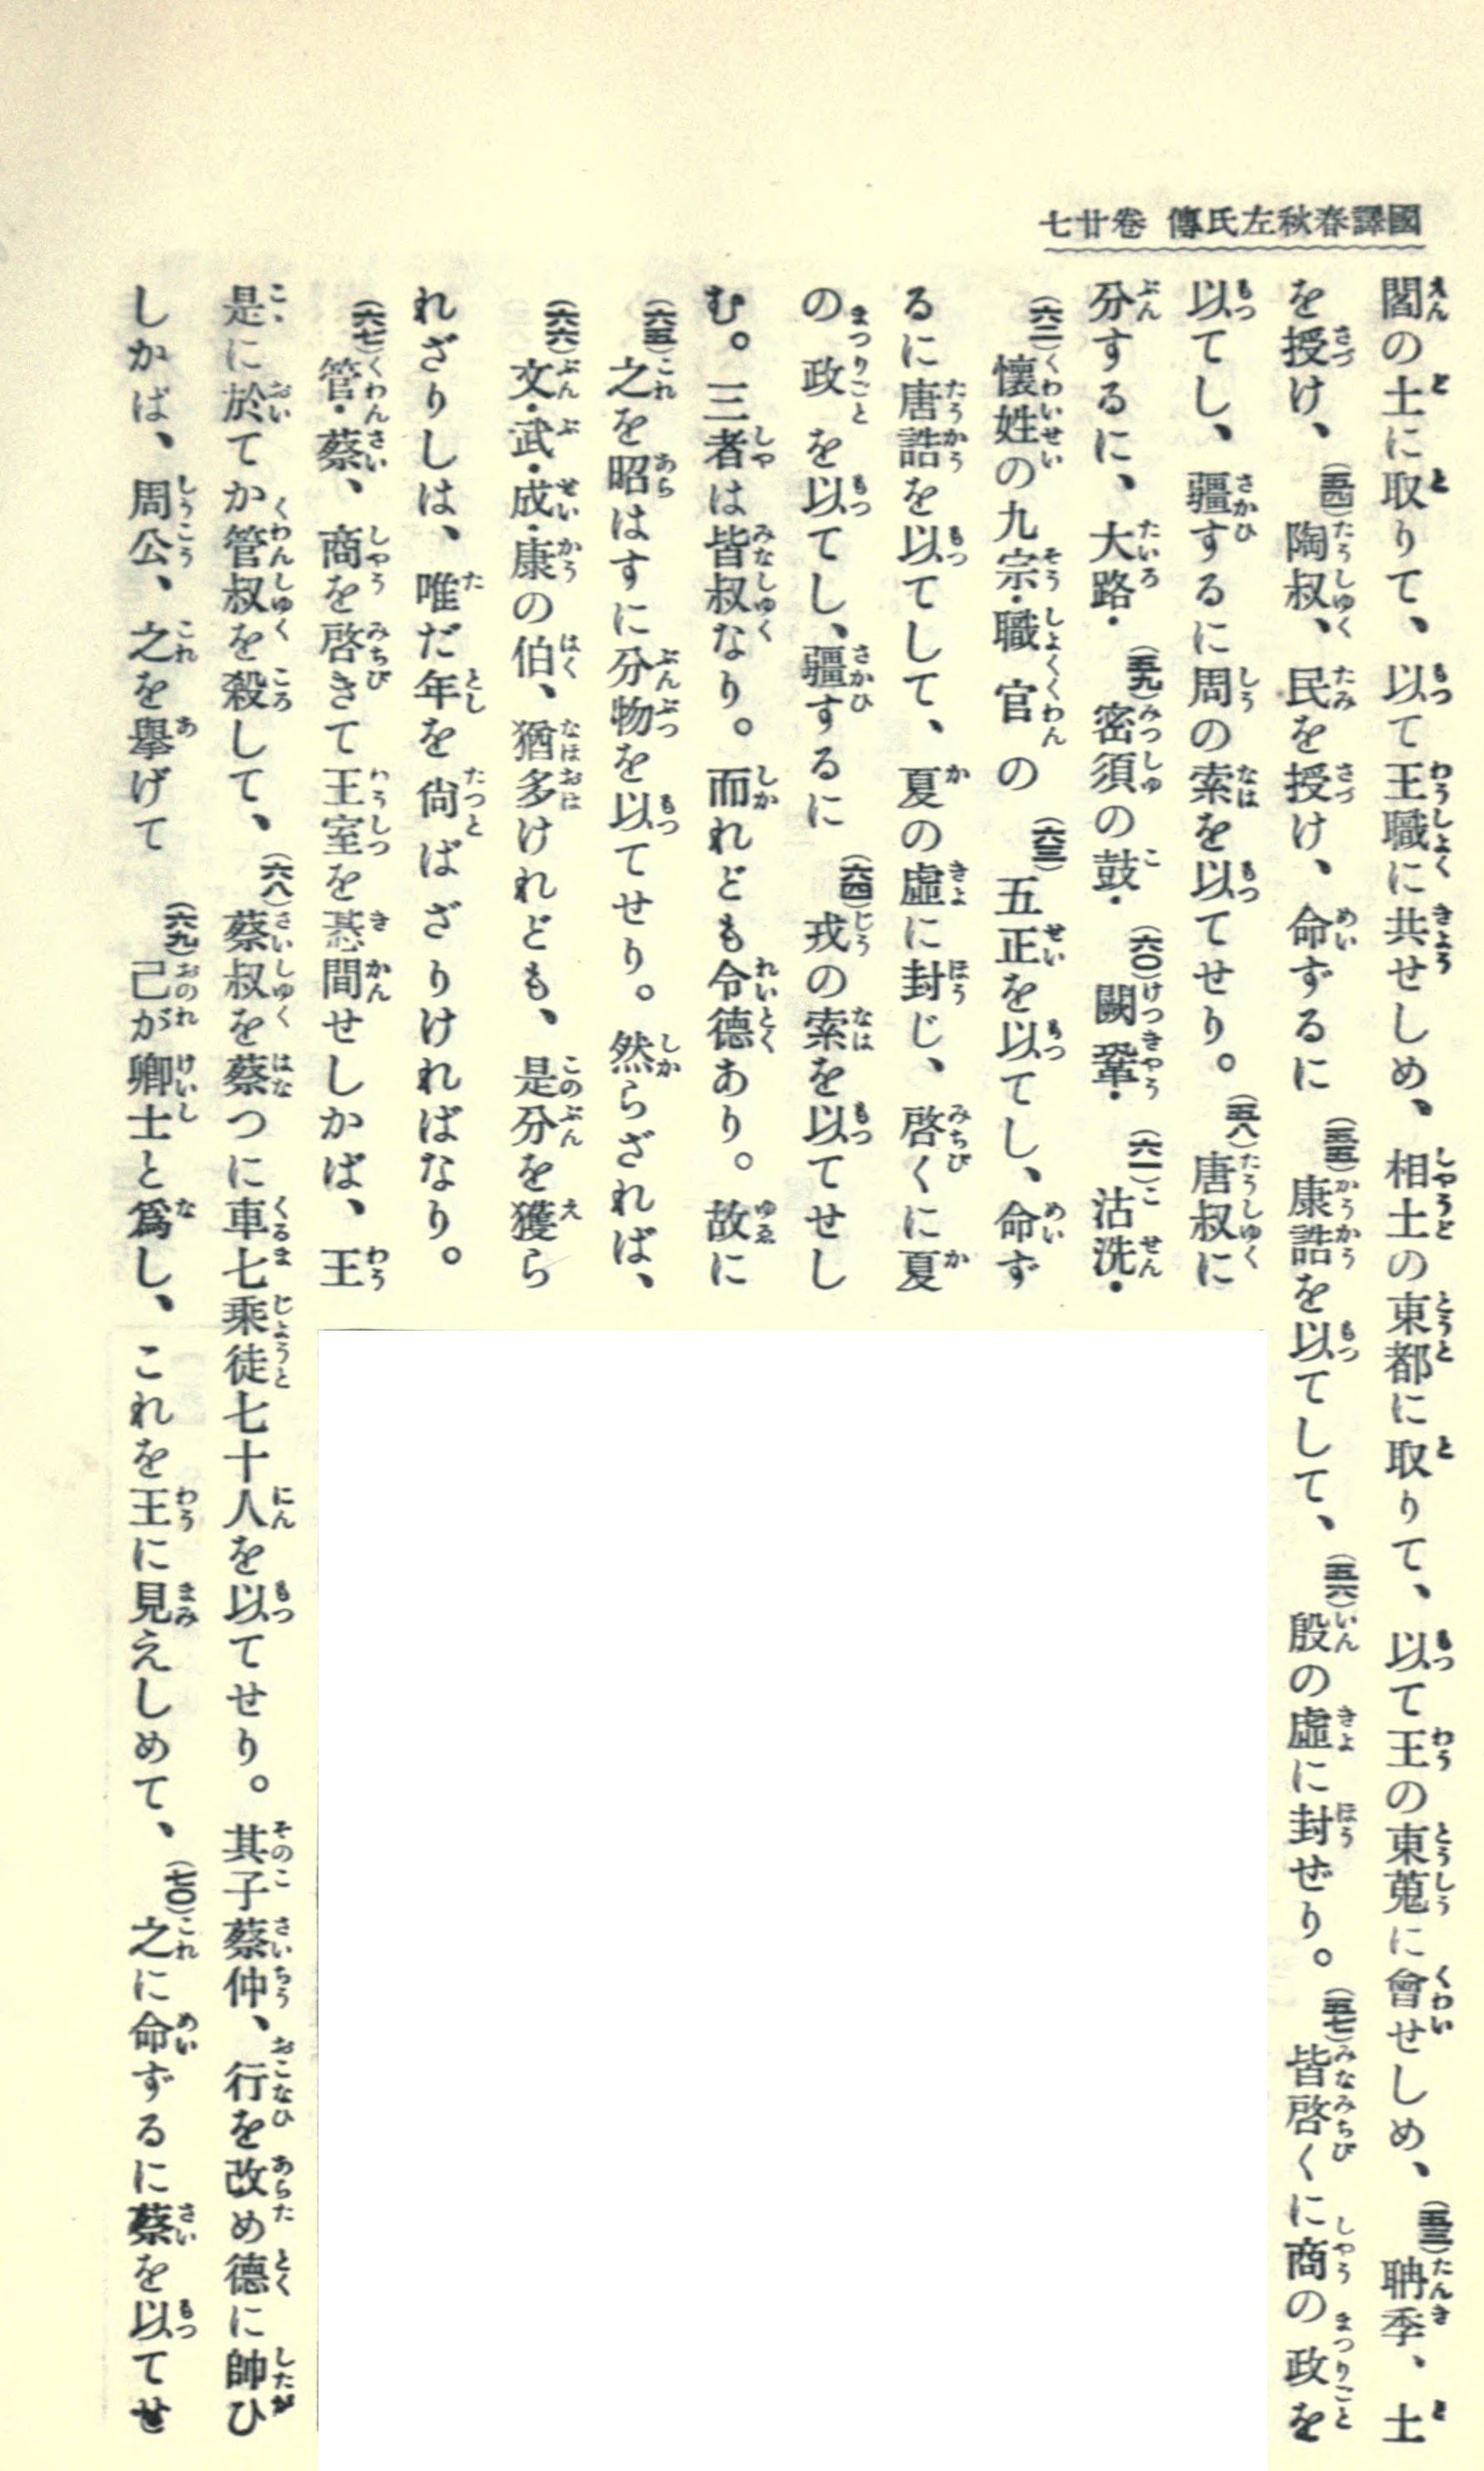 國譯春秋左氏傳 卷廿七
閻の土に取りて、以て王職に共せしめ、相土の東都に取りて、以て王の東蒐に會せしめ、(五三)聃季、土
を授け、(五四)陶叔、民を授け、命ずるに(五五)康誥を以てして、(五六)殷の虛に封ぜり。(五七)皆啓くに商の政を
以てし、疆するに周の索を以てせり。(五八)唐叔に
分するに、大路・(五九)密須の鼓・(六〇)闕鞏・(六一)沽洗・
(六二)懷姓の九宗・職官の(六三)五正を以てし、命ず
るに唐誥を以てして、夏の虛に封じ、啓くに夏
の政を以てし、疆するに(六四)戎の索を以てせし
む。三者は皆叔なり。而れども令德あり。故に
(六五)之を昭はすに分物を以てせり。然らざれば、
(六六)文・武・成・康の伯、猶多けれども、是分を獲ら
れざりしは、唯だ年を尙ばざりければなり。
(六七)管・蔡、商を啓きて王室を惎間せしかば、王
是に於てか管叔を殺して、(六八)蔡叔を蔡つに車七乘徒七十人を以てせり。其子蔡仲、行を改め德に帥ひ
しかば、周公、之を擧げて(六九)己が卿士と爲し、これを王に見えしめて、(七〇)之に命ずるに蔡を以てせ